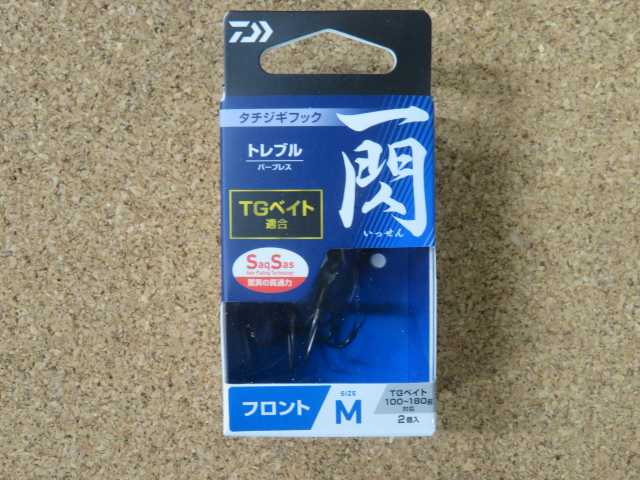 タチジギフック
一閃
いっせん
トレブル
バーブレス
TGベイト
適合
SaqSas
驚異の貫通力
フロント
SIZE
M
TGベイト
100~180g
対応
2個入